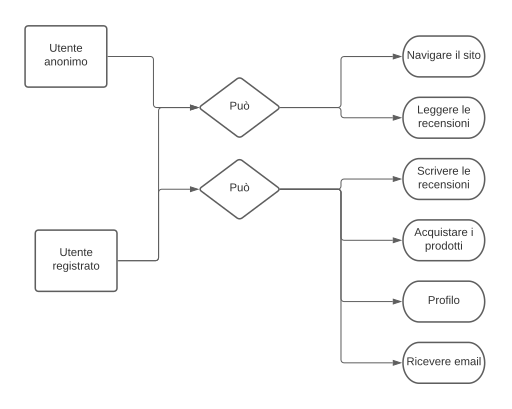 Utente
anonimo
Può
Navigare il sito
Leggere le
recensioni
Utente
registrato
Può
Scrivere le
recensioni
Acquistare i
prodotti
Profilo
Ricevere email